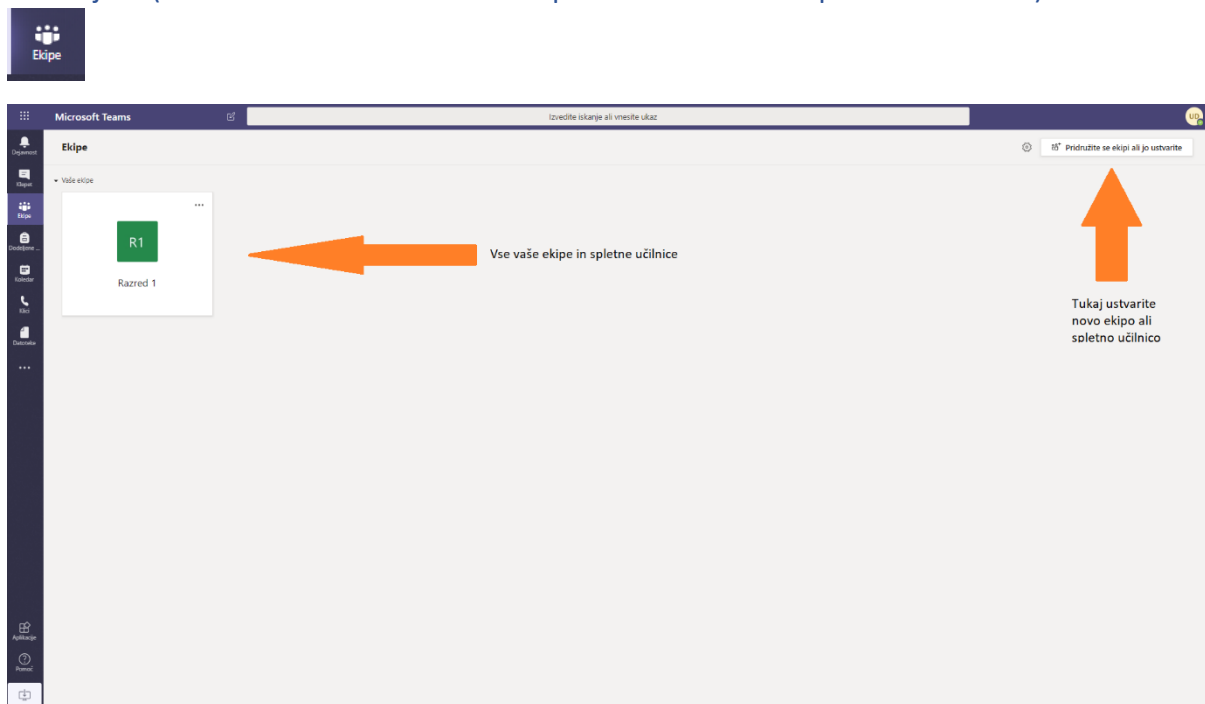 Ekipe
Microsoft Teams
Izvedite iskanje ali vnesite ukaz
UD
Dejavnost
Ekipe
Pridružite se ekipi ali jo ustvarite
Klepet
Vaše ekipe
Ekipe
R1
Dodeljene ...
Vse vaše ekipe in spletne učilnice
Koledar
Razred 1
Klici
Tukaj ustvarite
novo ekipo ali
spletno učilnico
Datoteke
Aplikacije
Pomoč